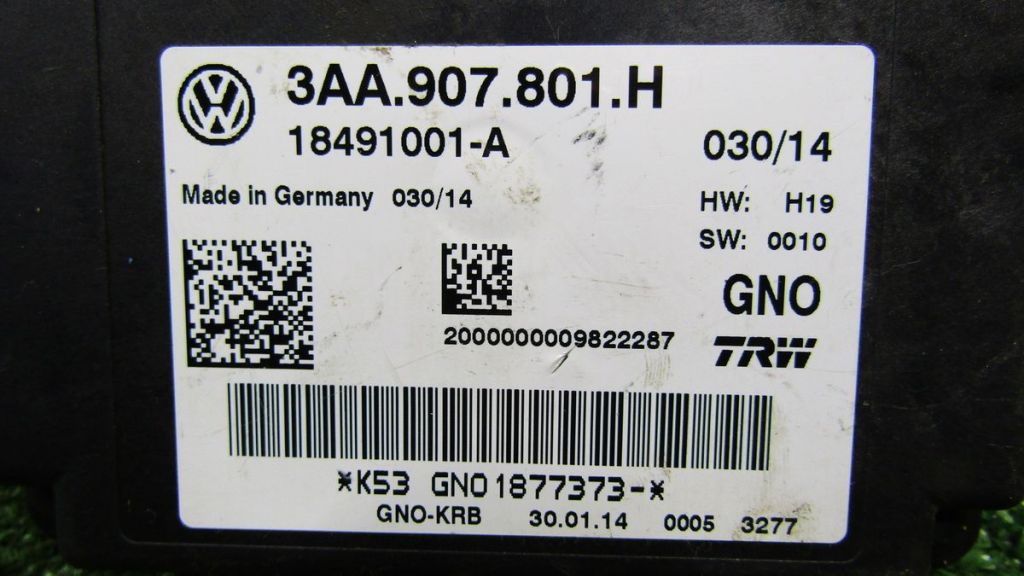 3AA.907.801.H
18491001-A
030/14
Made in Germany 030/14
HW: H19
SW: 0010
GNO
2000000009822287
TRW
*K53 GNO1877373-*
GNO-KRB 30.01.14 0005 3277